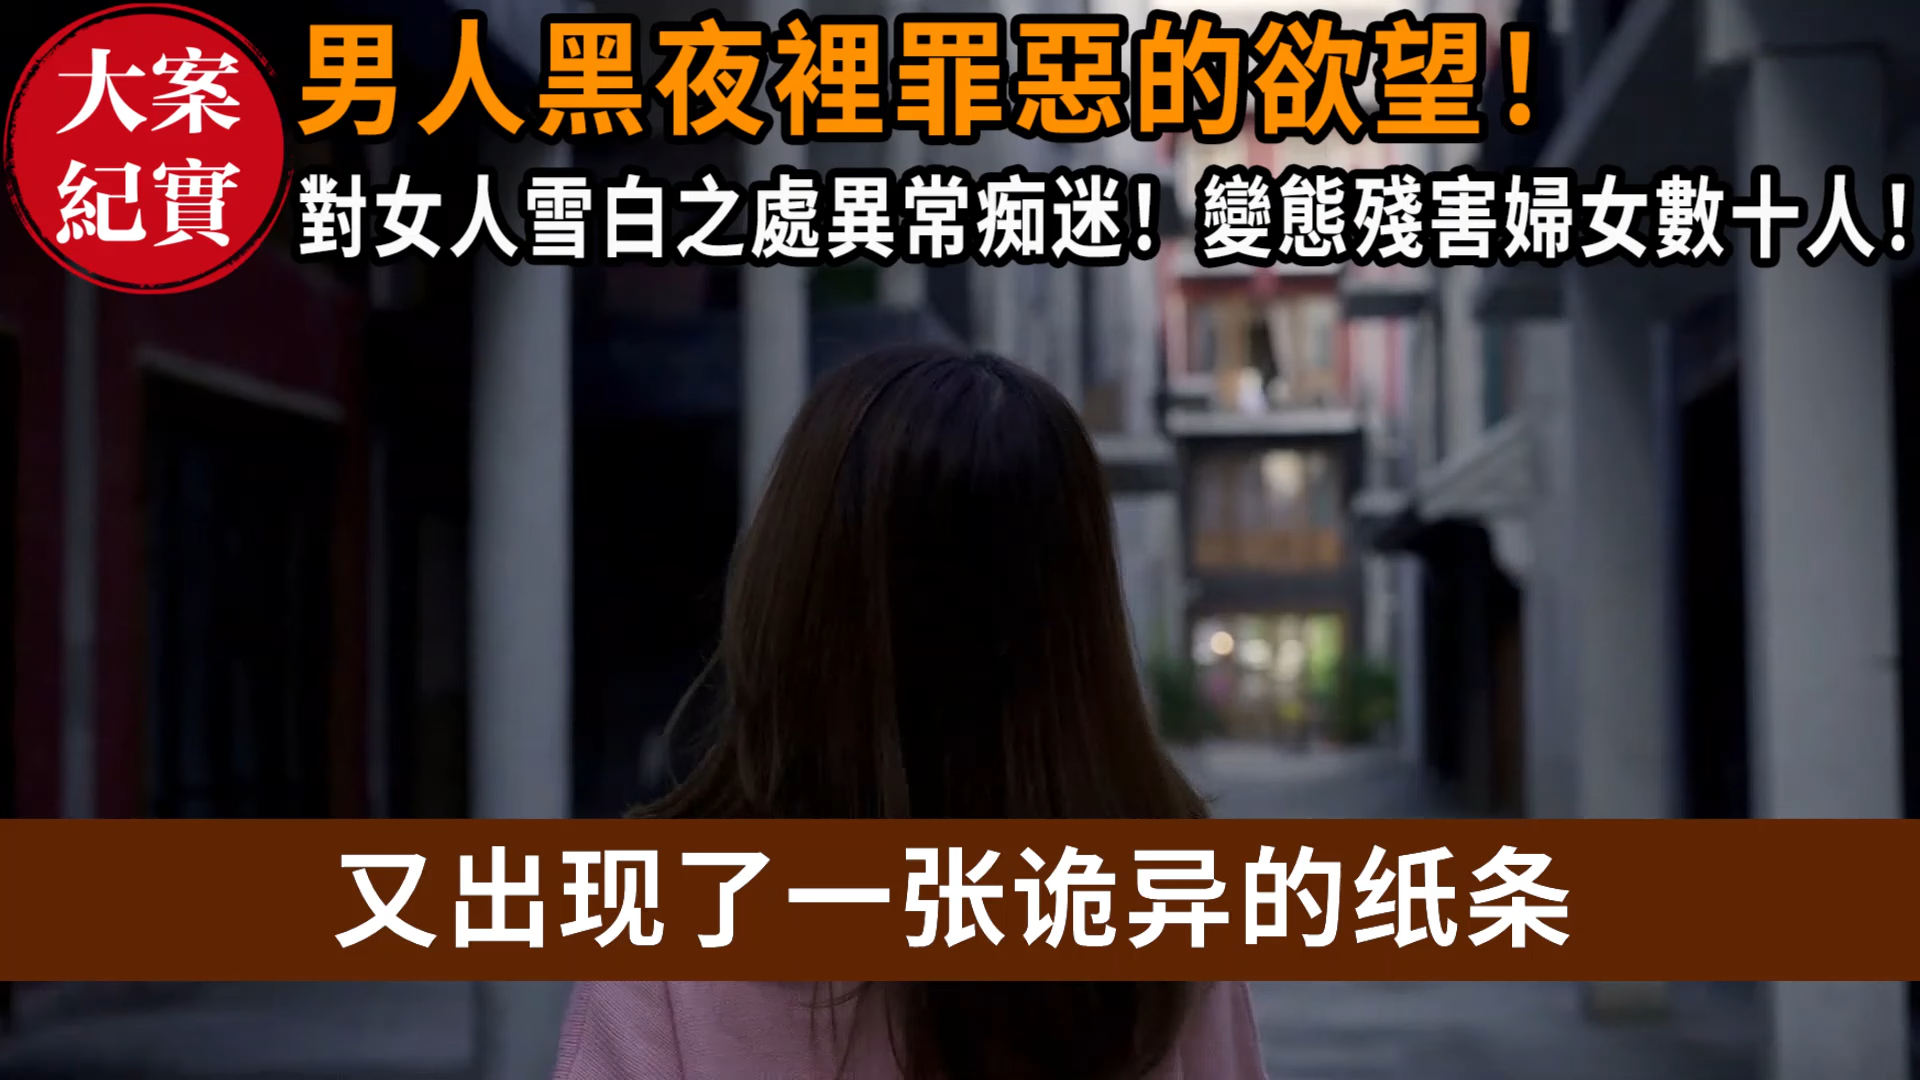 大案
紀實
男人黑夜裡罪惡的欲望！
對女人雪白之處異常痴迷！變態殘害婦女數十人！
又出现了一张诡异的纸条